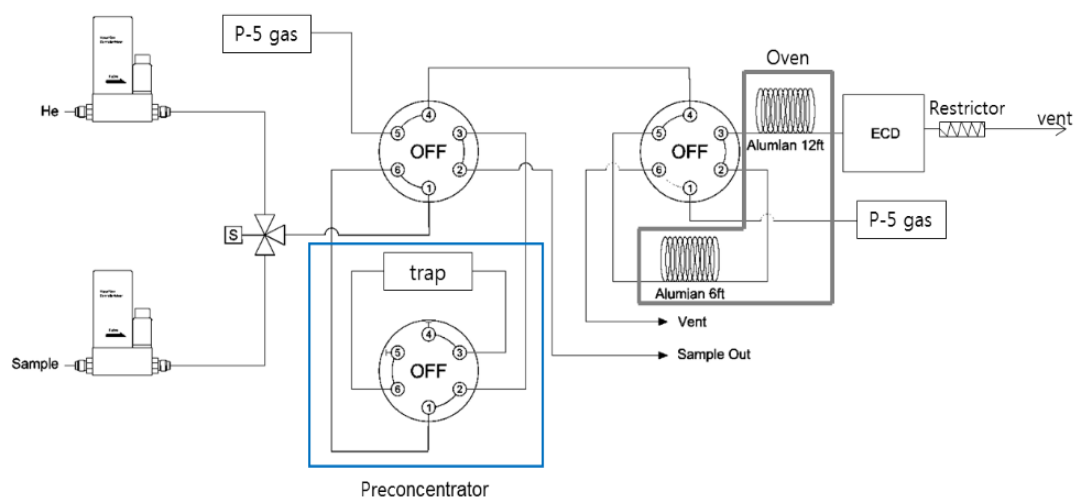 P-5 gas
He
4
5
3
OFF
6
2
1
4
5
3
OFF
6
2
1
Oven
Alumian 12ft
ECD
Restrictor
vent
P-5 gas
S
trap
Alumian 6ft
Vent
Sample Out
Sample
4
5
3
OFF
6
2
1
Preconcentrator